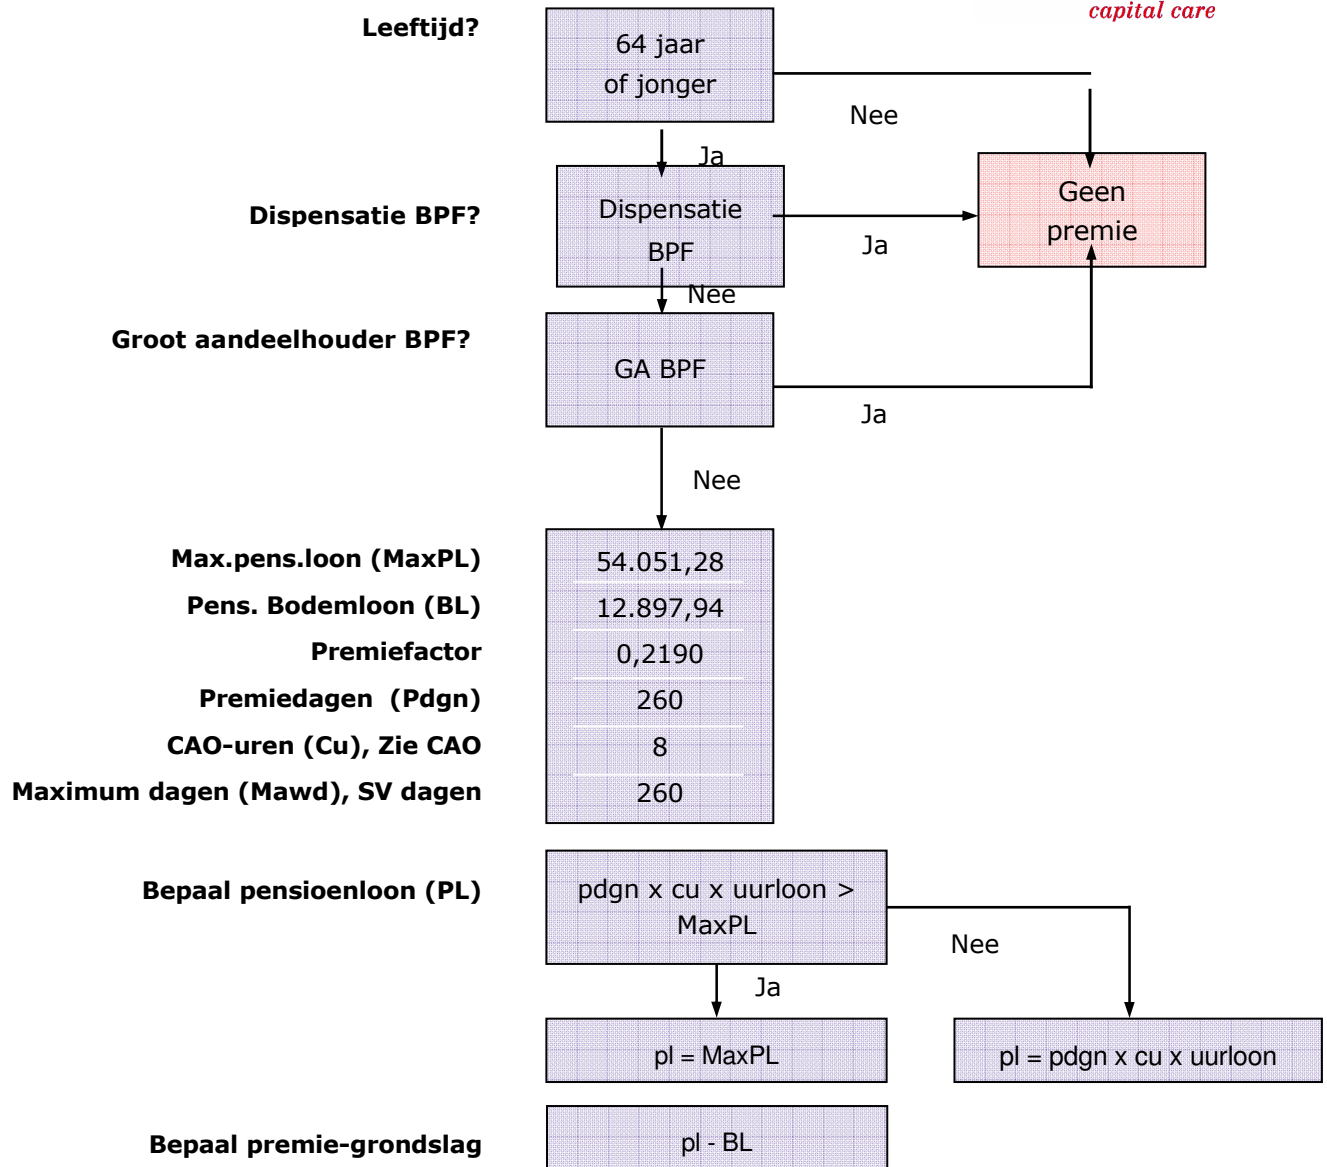 capital care
Leeftijd?
64 jaar
of jonger
Nee
Ja
Dispensatie BPF?
Dispensatie
BPF
Ja
Geen
premie
Nee
Groot aandeelhouder BPF?
GA BPF
Ja
Nee
Max.pens.loon (MaxPL)
54.051,28
Pens. Bodemloon (BL)
12.897,94
Premiefactor
0,2190
Premiedagen (Pdgn)
260
CAO-uren (Cu), Zie CAO
8
Maximum dagen (Mawd), SV dagen
260
Bepaal pensioenloon (PL)
pdgn x cu x uurloon >
MaxPL
Nee
Ja
pl = MaxPL
pl = pdgn x cu x uurloon
Bepaal premie-grondslag
pl - BL